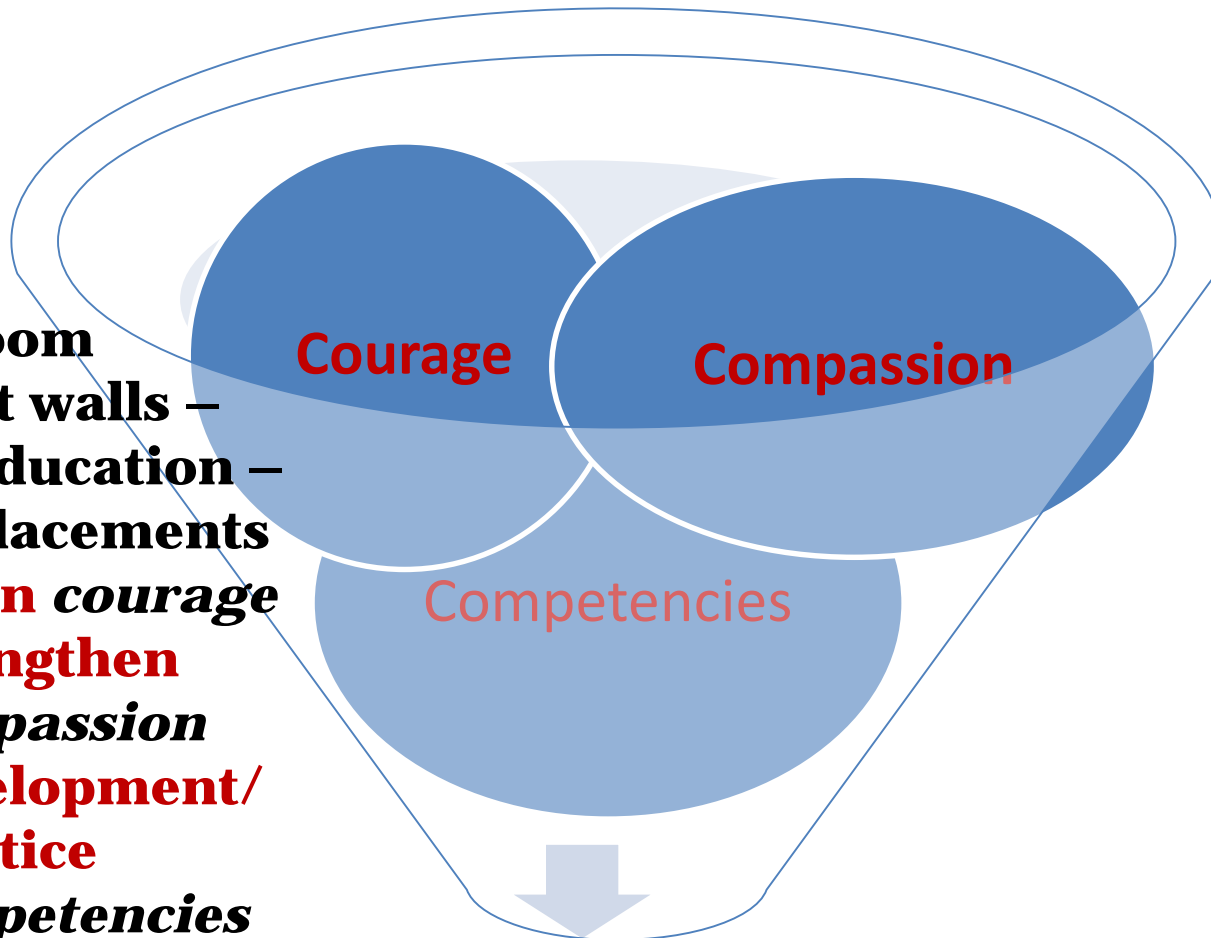 oom
t walls –
ducation –
lacements
n courage
ngthen
passion
elopment/
tice
petencies
Courage
Compassion
Competencies